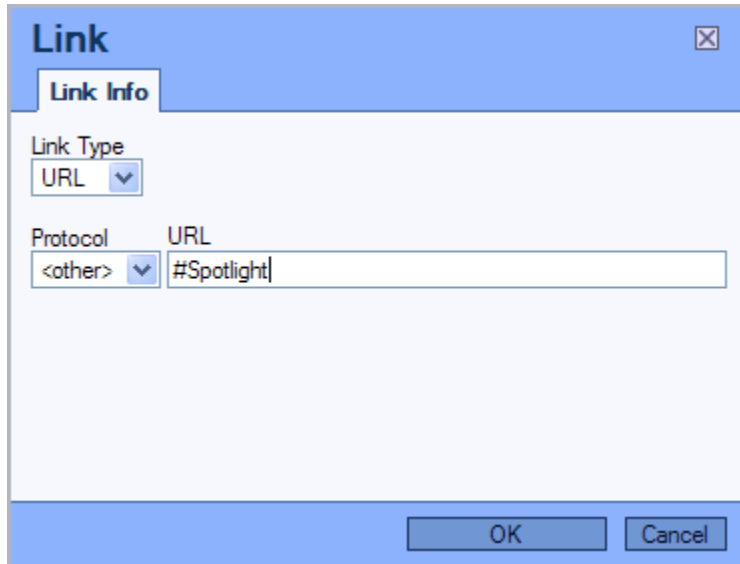 Link
Link Info
Link Type
URL
Protocol URL
<other> #Spotlight
OK Cancel